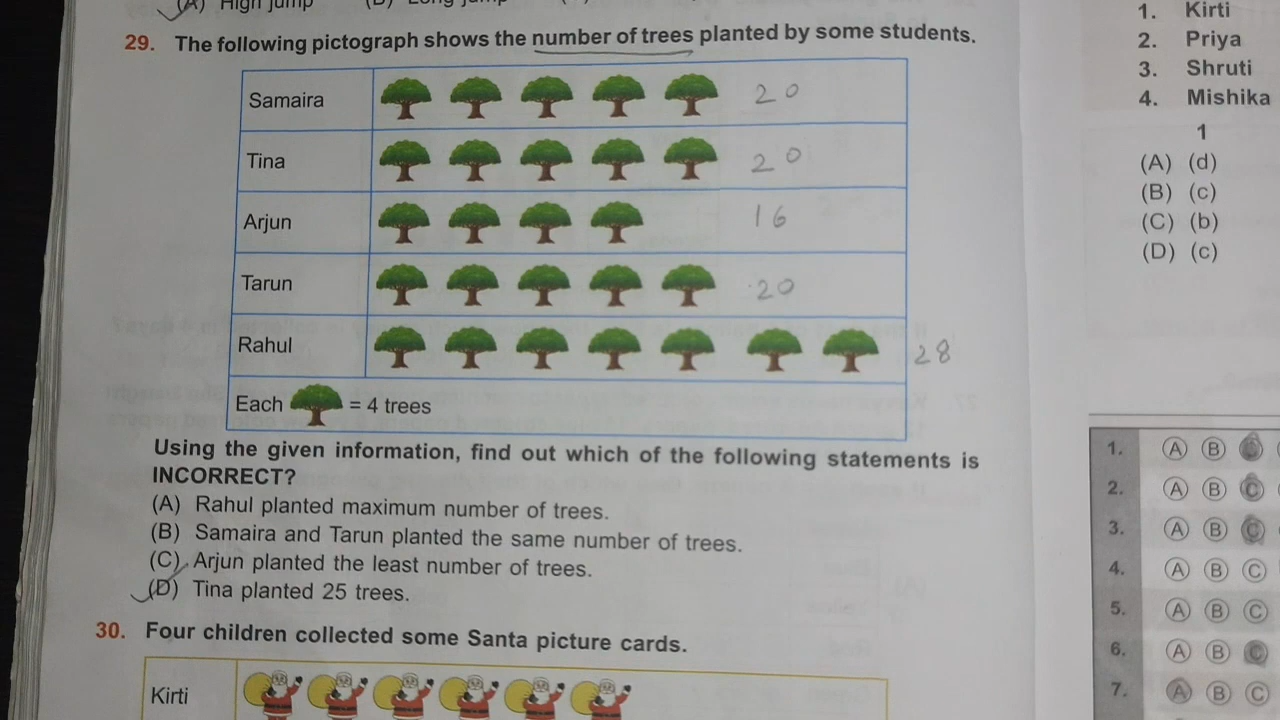 (A) High jump (D) Long jump
29. The following pictograph shows the number of trees planted by some students.
Samaira 20
Tina 20
Arjun 16
Tarun 20
Rahul 28
Each = 4 trees
Using the given information, find out which of the following statements is
INCORRECT?
(A) Rahul planted maximum number of trees.
(B) Samaira and Tarun planted the same number of trees.
(C) Arjun planted the least number of trees.
(D) Tina planted 25 trees.
30. Four children collected some Santa picture cards.
Kirti
1. Kirti
2. Priya
3. Shruti
4. Mishika
1
(A) (d)
(B) (c)
(C) (b)
(D) (c)
1. A B
2. A B C
3. A B C
4. A B C
5. A B C
6. A B C
7. A B C